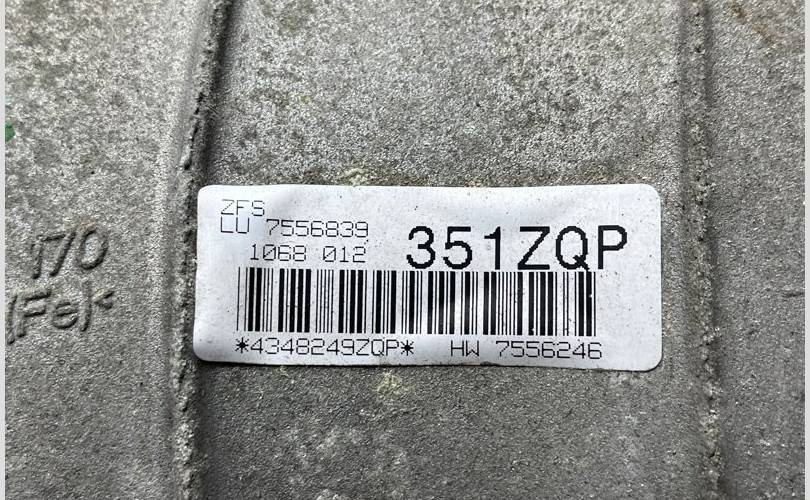 170
(Fe)<
ZFS
LU 7556839
1068 012
351ZQP
*4348249ZQP* HW 7556246